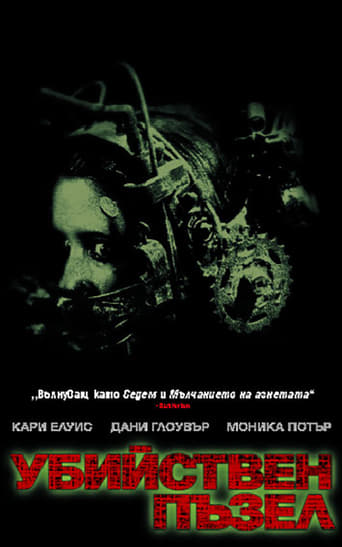 „Вълнуващ като Седем и Мълчанието на агнетата“
КАРИ ЕЛУИС ДАНИ ГЛОУВЪР МОНИКА ПОТЪР
УБИЙСТВЕН
ПЪЗЕЛ